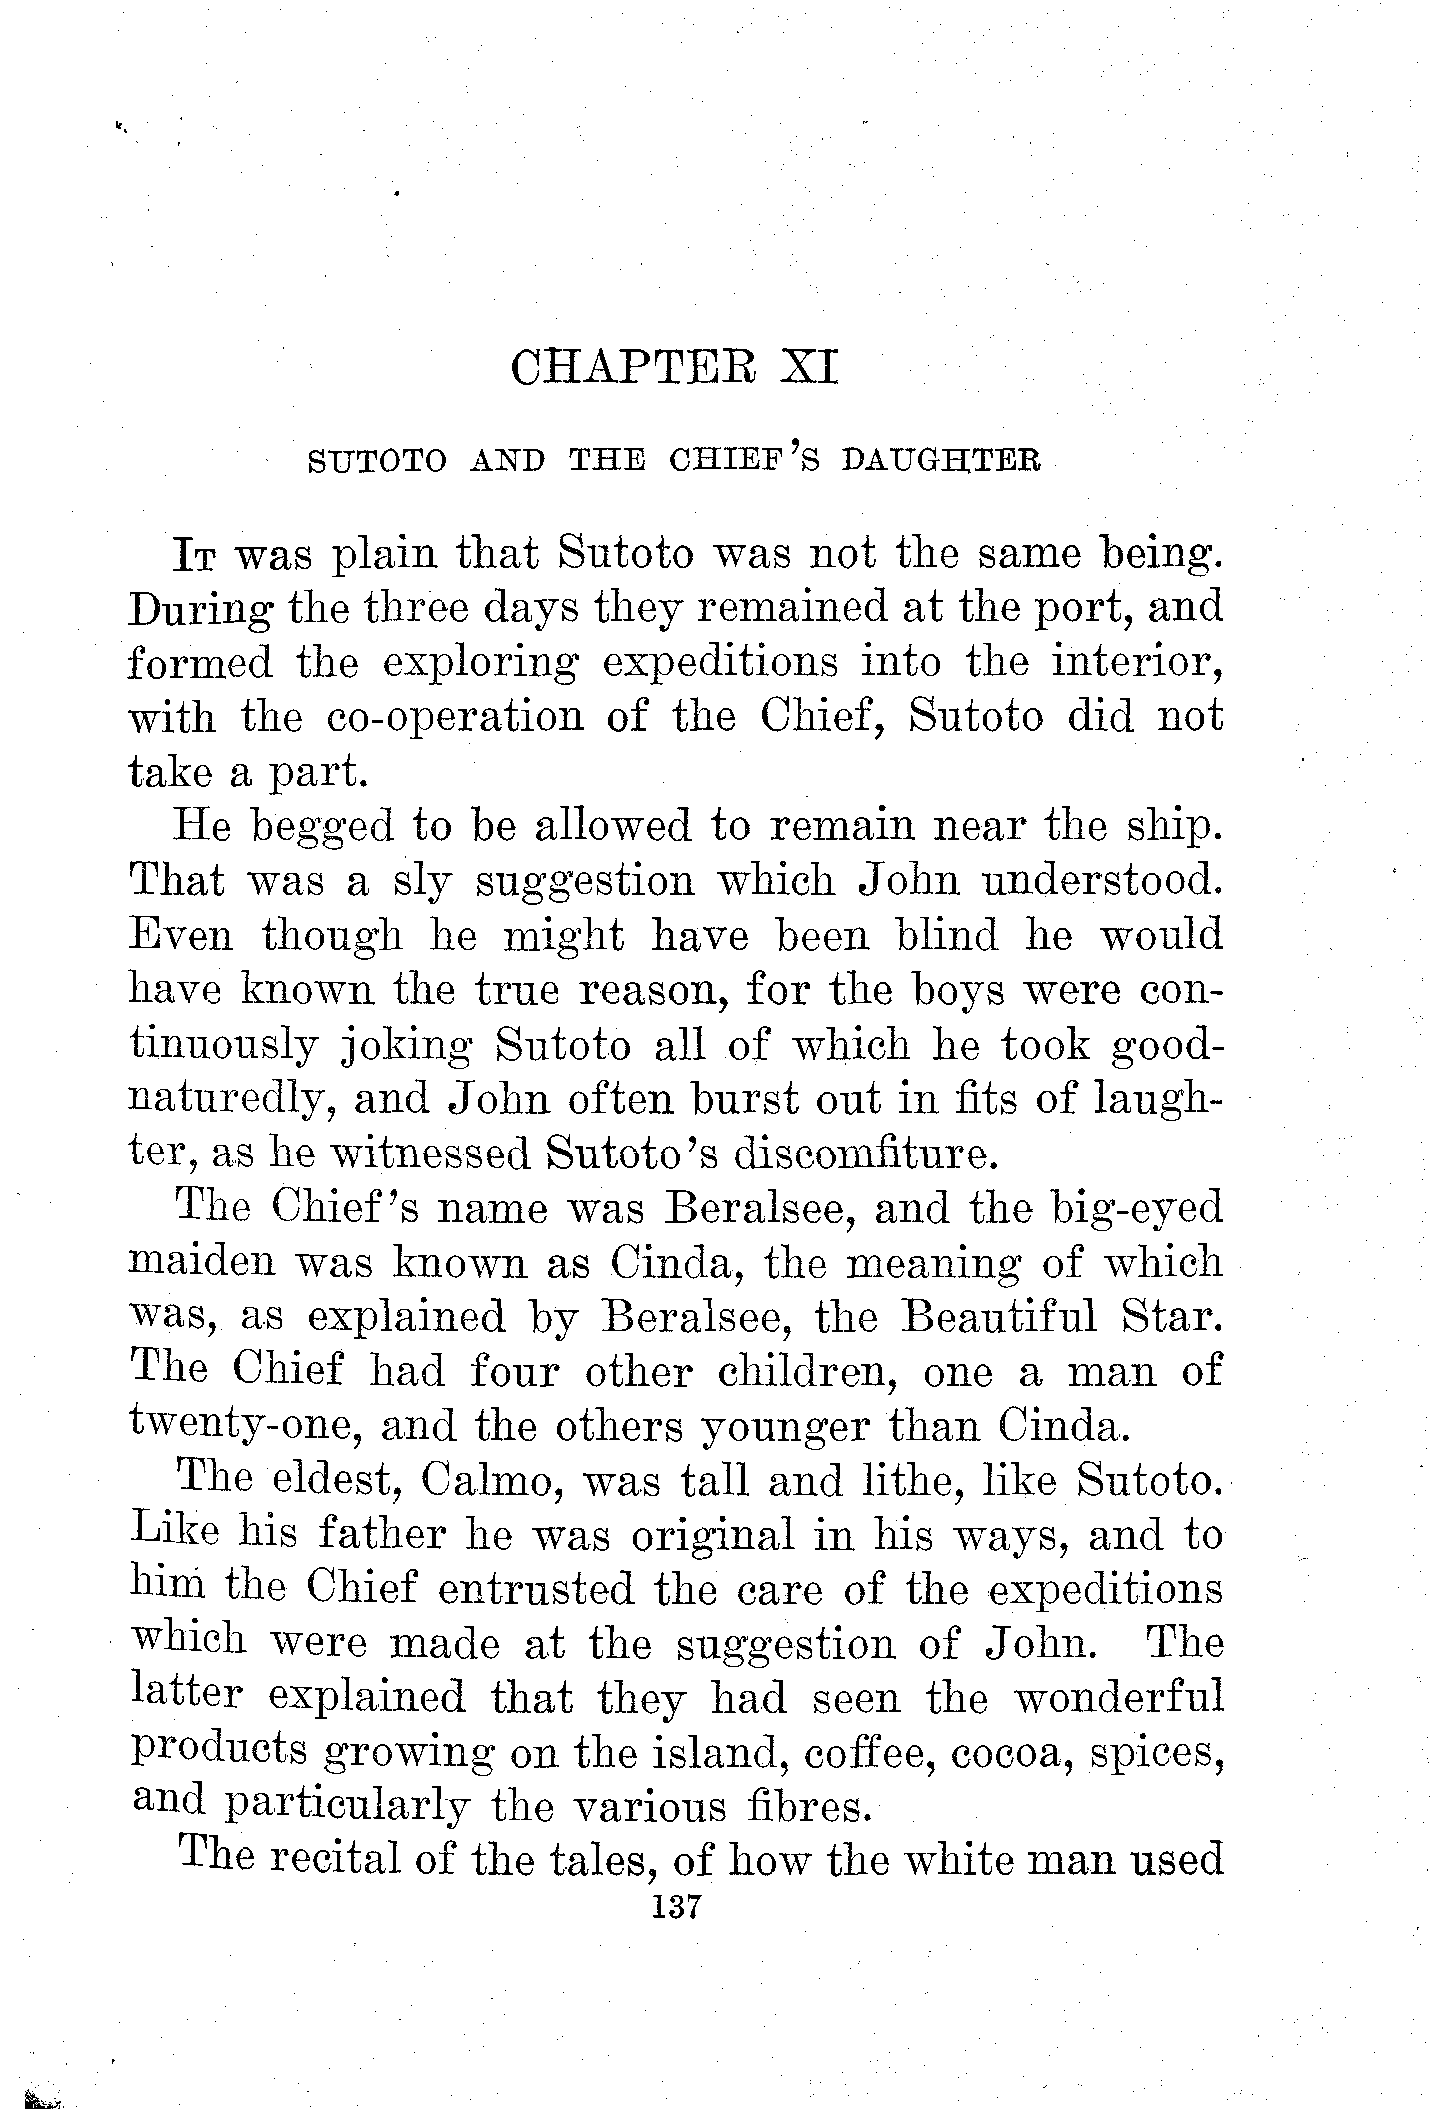 CHAPTER XI
SUTOTO AND THE CHIEF'S DAUGHTER
IT was plain that Sutoto was not the same being.
During the three days they remained at the port, and
formed the exploring expeditions into the interior,
with the co-operation of the Chief, Sutoto did not
take a part.
He begged to be allowed to remain near the ship.
That was a sly suggestion which John understood.
Even though he might have been blind he would
have known the true reason, for the boys were con-
tinuously joking Sutoto all of which he took good-
naturedly, and John often burst out in fits of laugh-
ter, as he witnessed Sutoto's discomfiture.
The Chief's name was Beralsee, and the big-eyed
maiden was known as Cinda, the meaning of which
was, as explained by Beralsee, the Beautiful Star.
The Chief had four other children, one a man of
twenty-one, and the others younger than Cinda.
The eldest, Calmo, was tall and lithe, like Sutoto.
Like his father he was original in his ways, and to
him the Chief entrusted the care of the expeditions
which were made at the suggestion of John. The
latter explained that they had seen the wonderful
products growing on the island, coffee, cocoa, spices,
and particularly the various fibres.
The recital of the tales, of how the white man used
137